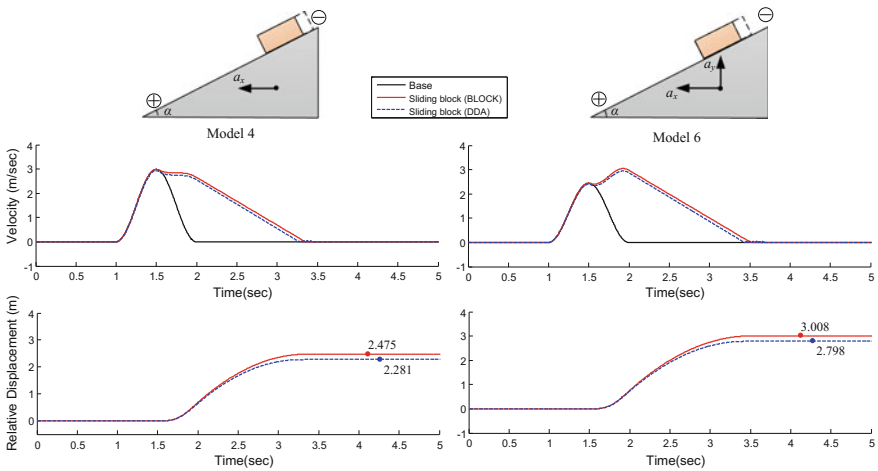 ⊖
a_x
⊕
α
Model 4
Base
Sliding block (BLOCK)
Sliding block (DDA)
⊖
a_y
a_x
⊕
α
Model 6
Velocity (m/sec)
4
3
2
1
0
-1
0 0.5 1 1.5 2 2.5 3 3.5 4 4.5 5
Time(sec)
4
3
2
1
0
-1
0 0.5 1 1.5 2 2.5 3 3.5 4 4.5 5
Time(sec)
Relative Displacement (m)
4
3
2
1
0
2.475
2.281
0 0.5 1 1.5 2 2.5 3 3.5 4 4.5 5
Time(sec)
4
3
2
1
0
-1
3.008
2.798
0 0.5 1 1.5 2 2.5 3 3.5 4 4.5 5
Time(sec)